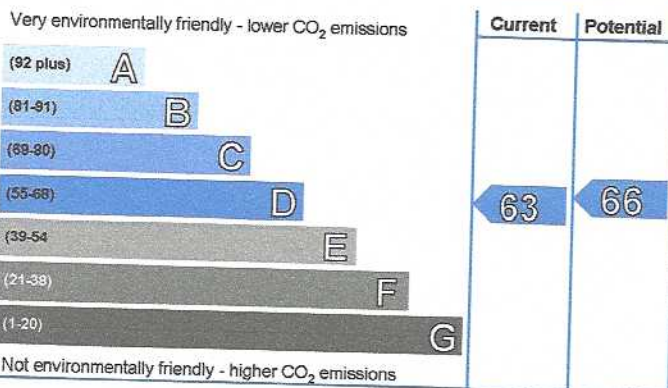 Very environmentally friendly - lower CO₂ emissions
Current
Potential
(92 plus) A
(81-91) B
(69-80) C
(55-68) D
63
66
(39-54 E
(21-38) F
(1-20) G
Not environmentally friendly - higher CO₂ emissions